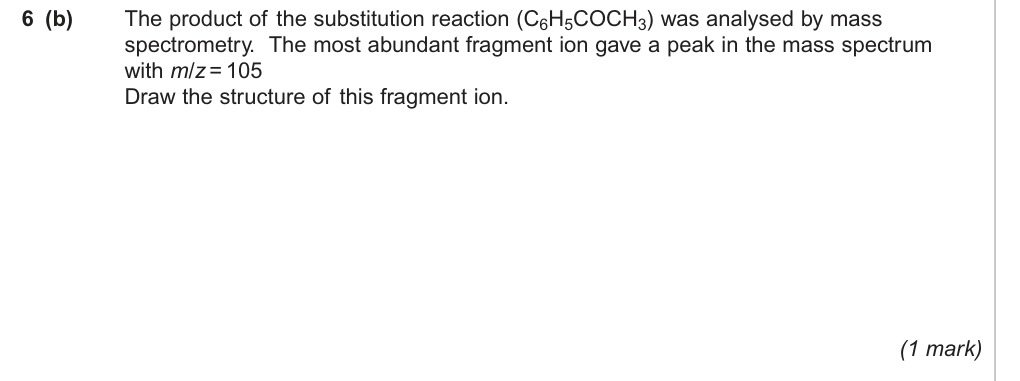 6 (b) The product of the substitution reaction (C₆H₅COCH₃) was analysed by mass
spectrometry. The most abundant fragment ion gave a peak in the mass spectrum
with m/z = 105
Draw the structure of this fragment ion.
(1 mark)